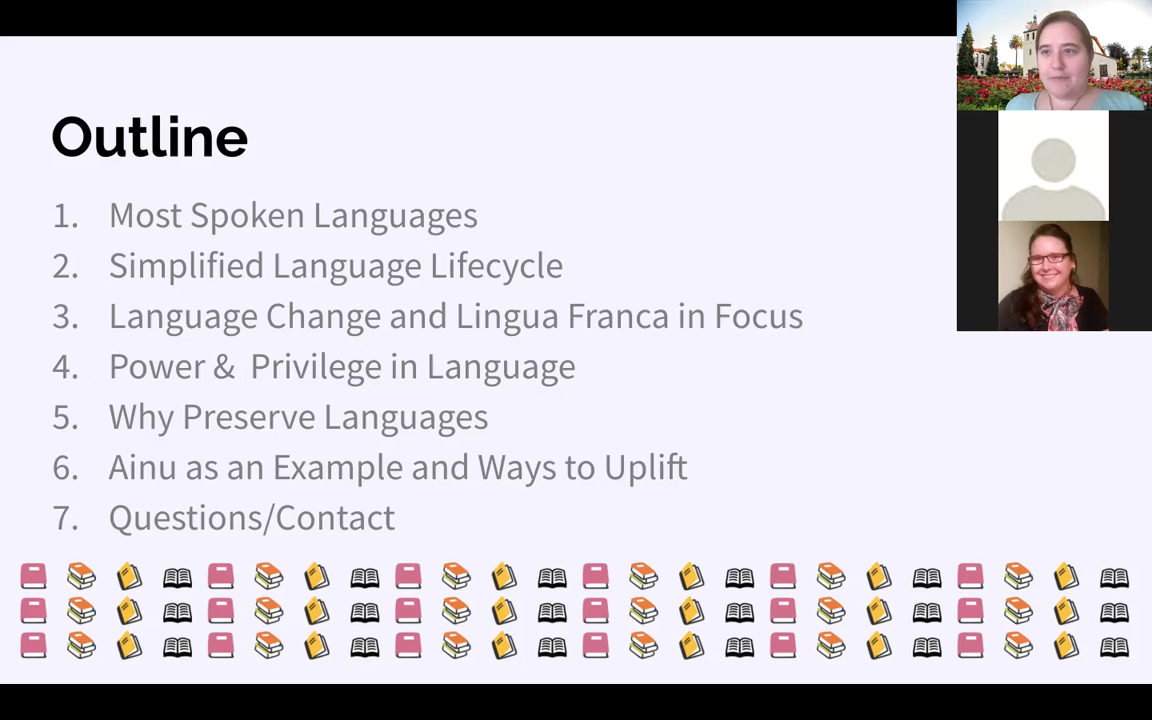 Outline
1. Most Spoken Languages
2. Simplified Language Lifecycle
3. Language Change and Lingua Franca in Focus
4. Power &  Privilege in Language
5. Why Preserve Languages
6. Ainu as an Example and Ways to Uplift
7. Questions/Contact